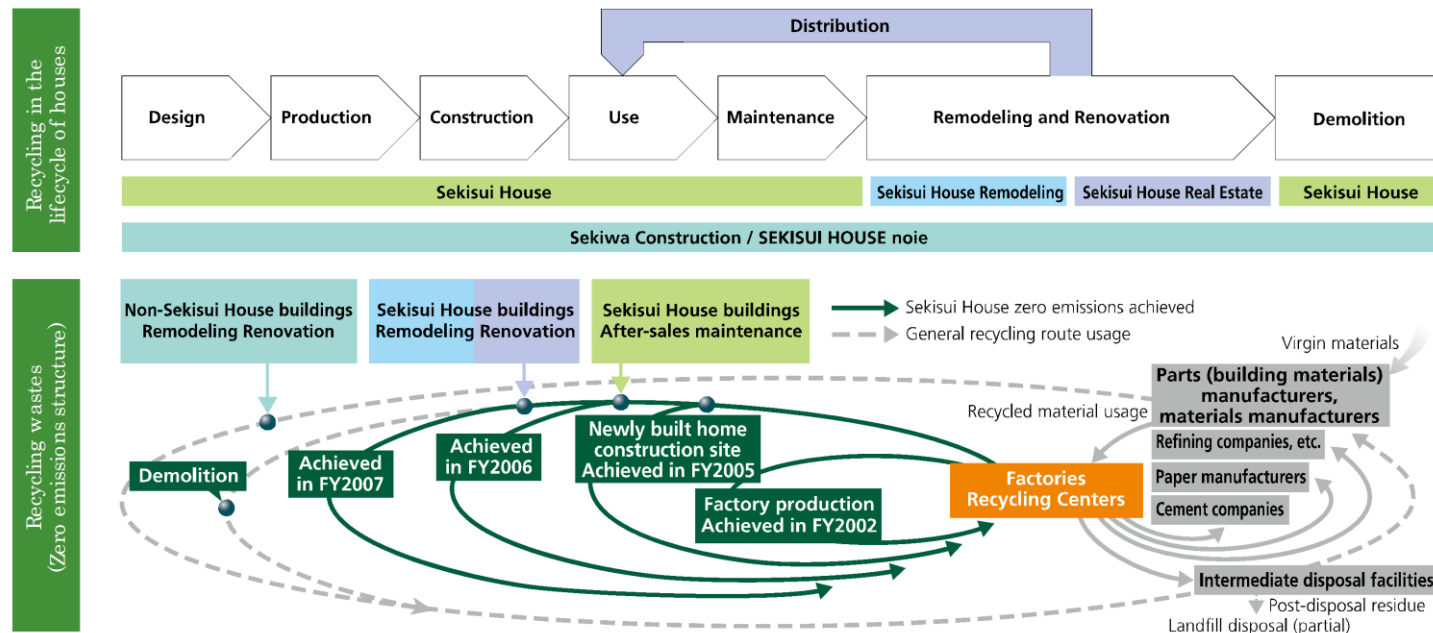 Recycling in the
lifecycle of houses
Distribution
Design
Production
Construction
Use
Maintenance
Remodeling and Renovation
Demolition
Sekisui House
Sekisui House Remodeling
Sekisui House Real Estate
Sekisui House
Sekiwa Construction / SEKISUI HOUSE noie
Recycling wastes
(Zero emissions structure)
Non-Sekisui House buildings
Remodeling Renovation
Sekisui House buildings
Remodeling Renovation
Sekisui House buildings
After-sales maintenance
Sekisui House zero emissions achieved
General recycling route usage
Virgin materials
Parts (building materials)
manufacturers,
materials manufacturers
Recycled material usage
Refining companies, etc.
Paper manufacturers
Cement companies
Demolition
Achieved
in FY2007
Achieved
in FY2006
Newly built home
construction site
Achieved in FY2005
Factory production
Achieved in FY2002
Factories
Recycling Centers
Intermediate disposal facilities
Post-disposal residue
Landfill disposal (partial)